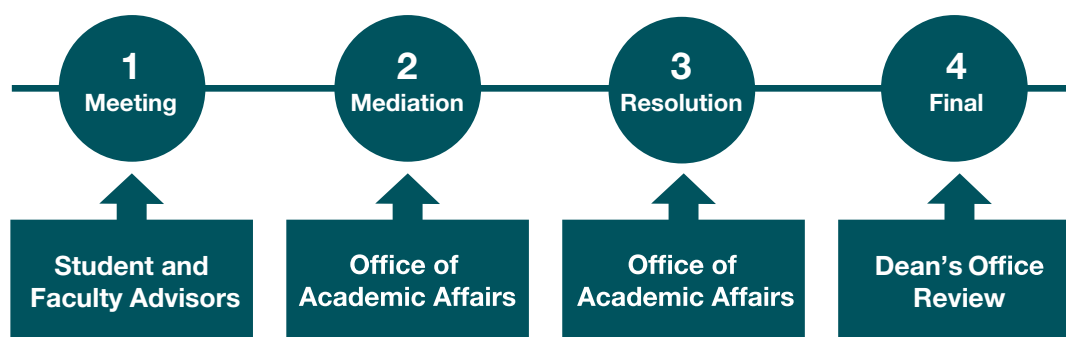 1
Meeting
2
Mediation
3
Resolution
4
Final
Student and
Faculty Advisors
Office of
Academic Affairs
Office of
Academic Affairs
Dean’s Office
Review